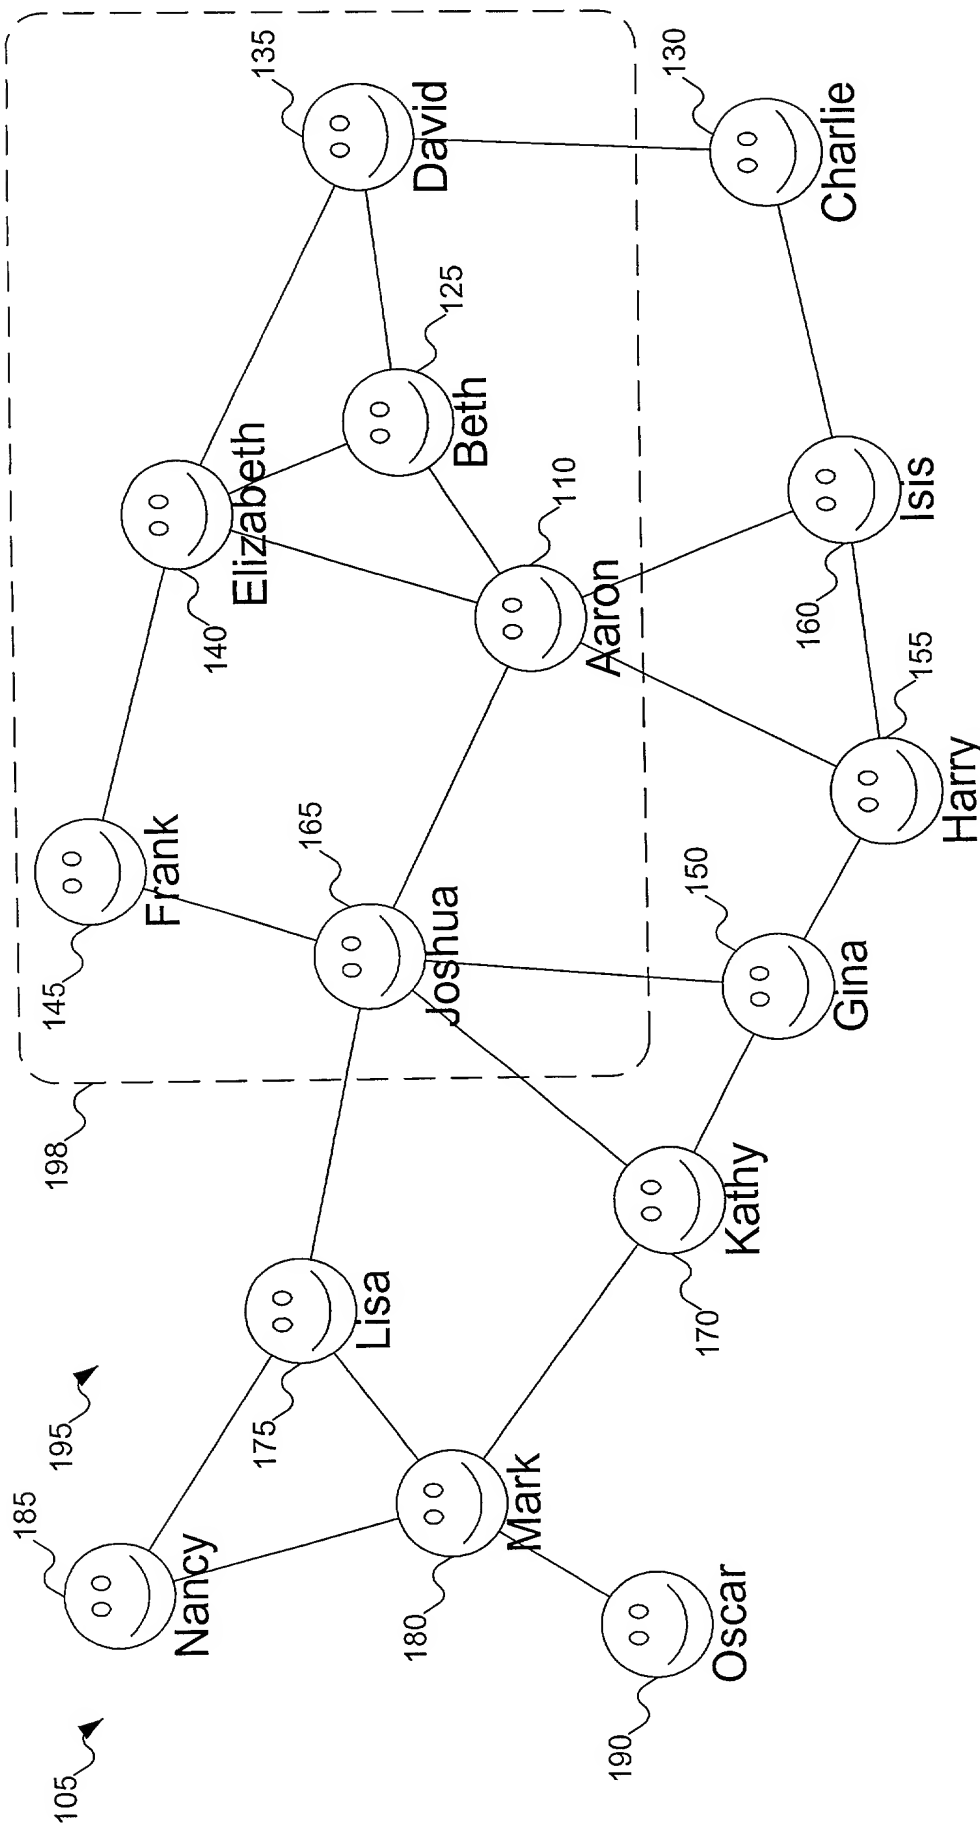 105
185
Nancy
195
190
Oscar
180
Mark
175
Lisa
198
170
Kathy
145
Frank
165
Joshua
150
Gina
155
Harry
140
Elizabeth
110
Aaron
160
Isis
125
Beth
135
David
130
Charlie